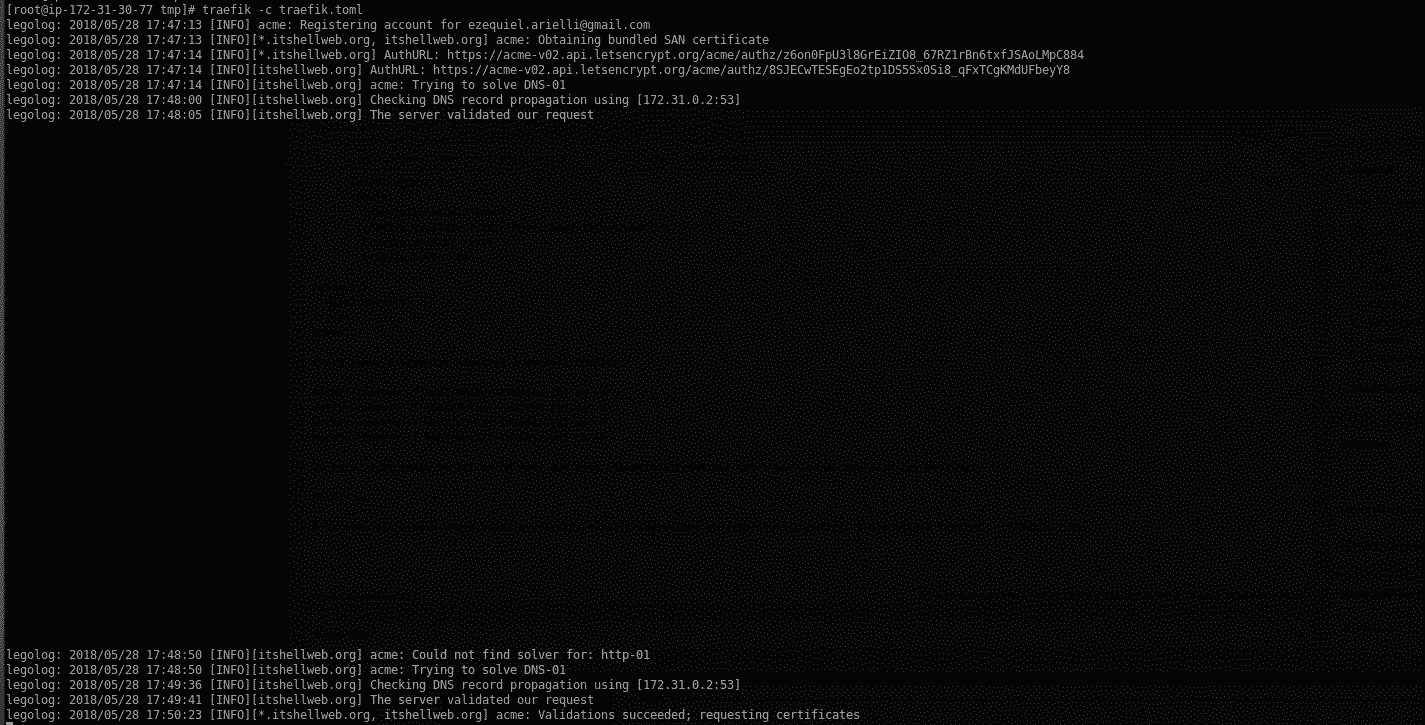 [root@ip-172-31-30-77 tmp]# traefik -c traefik.toml
legolog: 2018/05/28 17:47:13 [INFO] acme: Registering account for ezequiel.arielli@gmail.com
legolog: 2018/05/28 17:47:13 [INFO][*.itshellweb.org, itshellweb.org] acme: Obtaining bundled SAN certificate
legolog: 2018/05/28 17:47:14 [INFO][*.itshellweb.org] AuthURL: https://acme-v02.api.letsencrypt.org/acme/authz/z6on0FpU3l8GrEiZIO8_67RZ1rBn6txfJSAoLMpC884
legolog: 2018/05/28 17:47:14 [INFO][itshellweb.org] AuthURL: https://acme-v02.api.letsencrypt.org/acme/authz/8SJECwTESEgEo2tp1DS5Sx0Si8_qFxTCgKMdUFbeyY8
legolog: 2018/05/28 17:47:14 [INFO][itshellweb.org] acme: Trying to solve DNS-01
legolog: 2018/05/28 17:48:00 [INFO][itshellweb.org] Checking DNS record propagation using [172.31.0.2:53]
legolog: 2018/05/28 17:48:05 [INFO][itshellweb.org] The server validated our request
legolog: 2018/05/28 17:48:50 [INFO][itshellweb.org] acme: Could not find solver for: http-01
legolog: 2018/05/28 17:48:50 [INFO][itshellweb.org] acme: Trying to solve DNS-01
legolog: 2018/05/28 17:49:36 [INFO][itshellweb.org] Checking DNS record propagation using [172.31.0.2:53]
legolog: 2018/05/28 17:49:41 [INFO][itshellweb.org] The server validated our request
legolog: 2018/05/28 17:50:23 [INFO][*.itshellweb.org, itshellweb.org] acme: Validations succeeded; requesting certificates